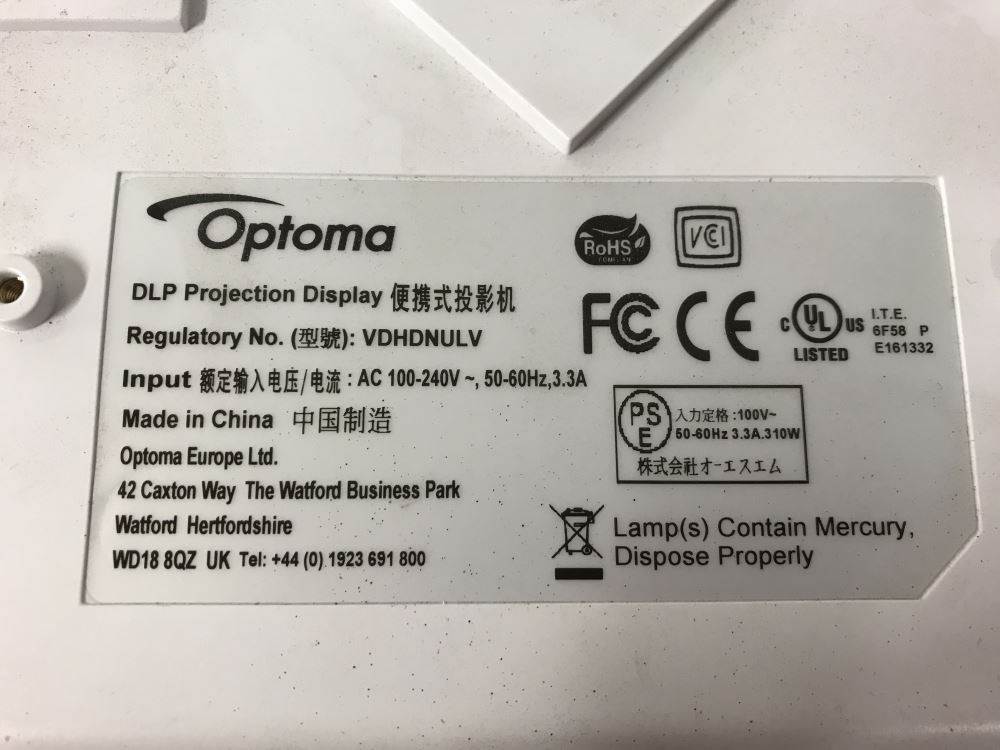 Optoma
DLP Projection Display 便携式投影机
Regulatory No. (型號): VDHDNULV
Input 额定输入电压/电流 : AC 100-240V ~, 50-60Hz,3.3A
Made in China 中国制造
Optoma Europe Ltd.
42 Caxton Way The Watford Business Park
Watford Hertfordshire
WD18 8QZ UK Tel: +44 (0) 1923 691 800
RoHS
COMPLIANT
VCI
FC CE
C UL US
LISTED
I.T.E.
6F58 P
E161332
PS
E
入力定格 :100V~
50-60Hz 3.3A.310W
株式会社オーエスエム
Lamp(s) Contain Mercury,
Dispose Properly